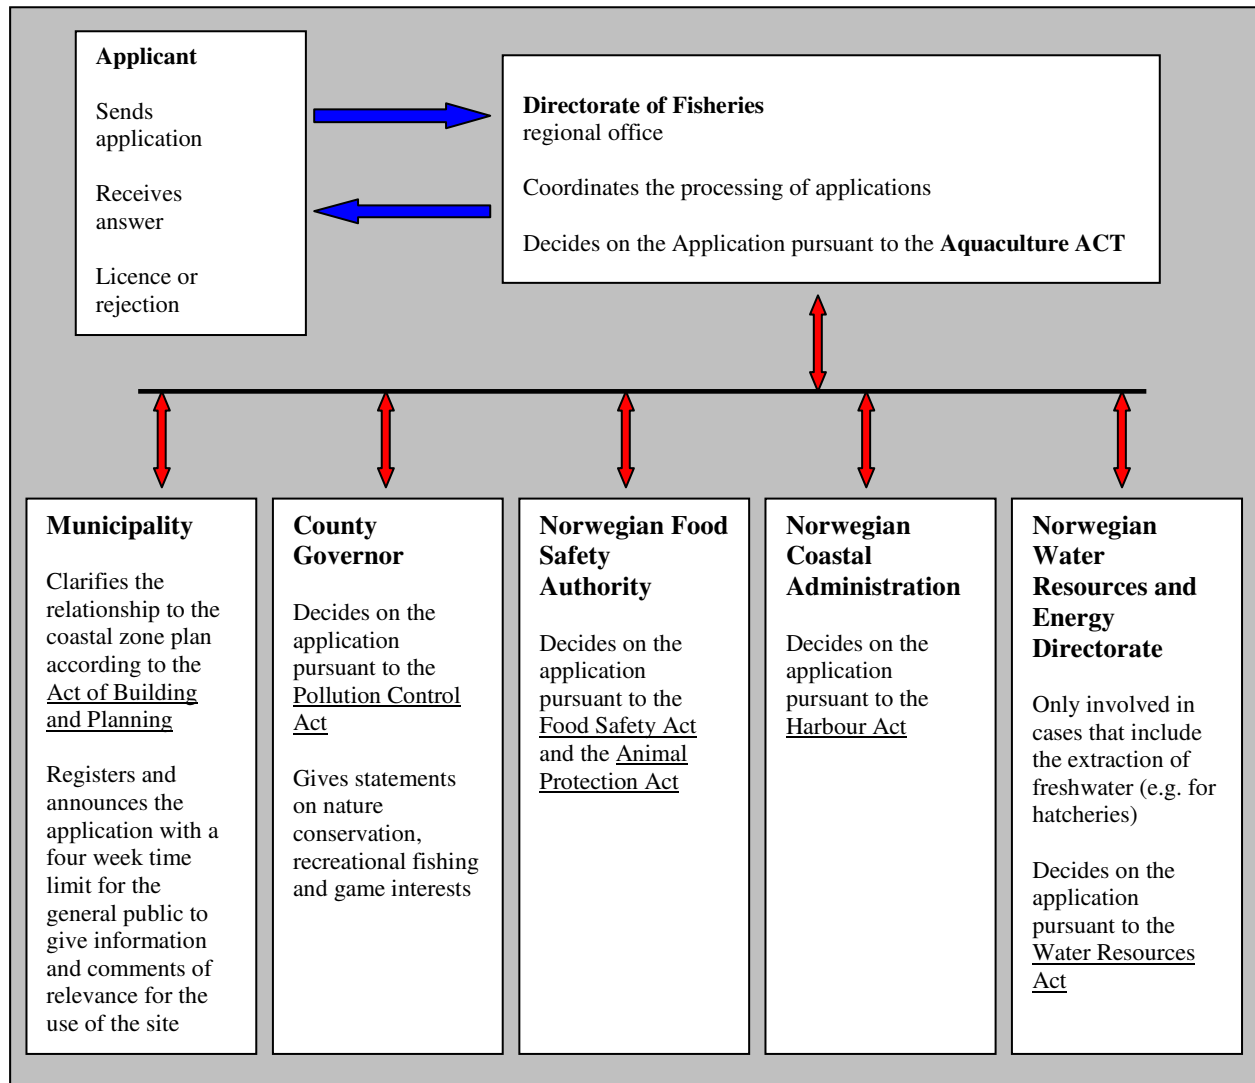 Applicant
Sends
application
Receives
answer
Licence or
rejection
Directorate of Fisheries
regional office
Coordinates the processing of applications
Decides on the Application pursuant to the Aquaculture ACT
Municipality
Clarifies the
relationship to the
coastal zone plan
according to the
Act of Building
and Planning
Registers and
announces the
application with a
four week time
limit for the
general public to
give information
and comments of
relevance for the
use of the site
County
Governor
Decides on the
application
pursuant to the
Pollution Control
Act
Gives statements
on nature
conservation,
recreational fishing
and game interests
Norwegian Food
Safety
Authority
Decides on the
application
pursuant to the
Food Safety Act
and the Animal
Protection Act
Norwegian
Coastal
Administration
Decides on the
application
pursuant to the
Harbour Act
Norwegian
Water
Resources and
Energy
Directorate
Only involved in
cases that include
the extraction of
freshwater (e.g. for
hatcheries)
Decides on the
application
pursuant to the
Water Resources
Act